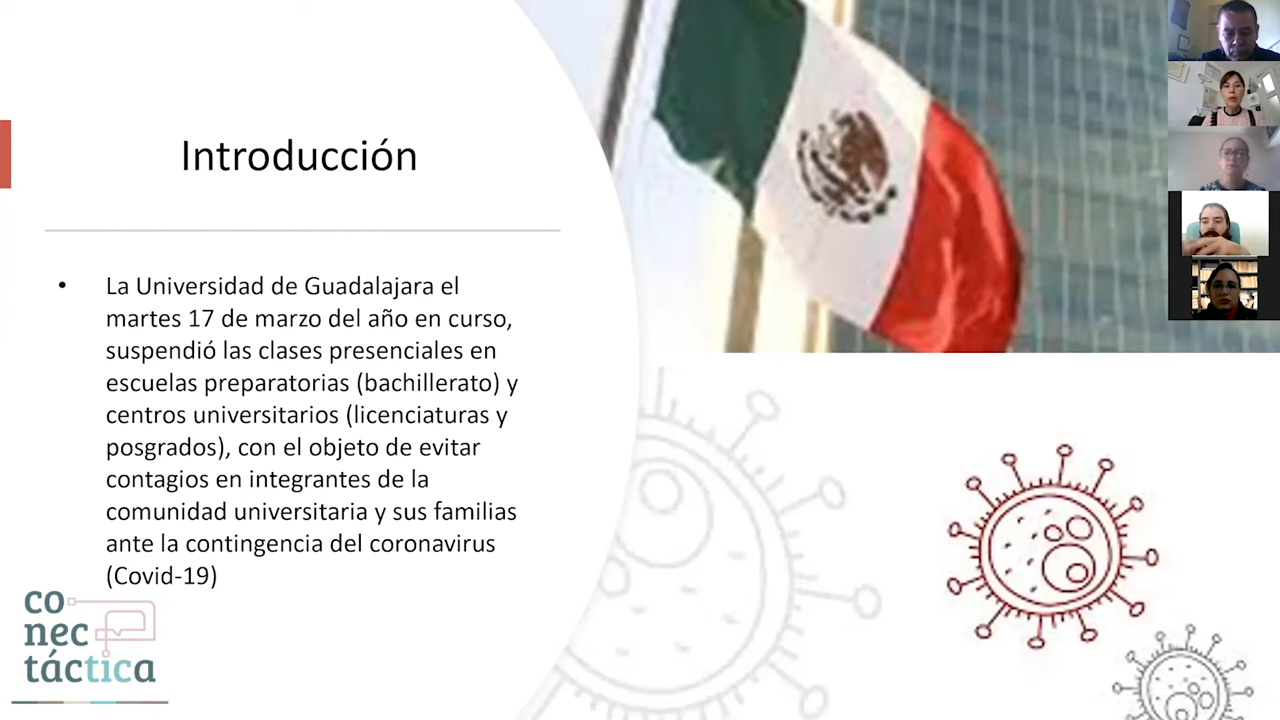 Introducción
• La Universidad de Guadalajara el
martes 17 de marzo del año en curso,
suspendió las clases presenciales en
escuelas preparatorias (bachillerato) y
centros universitarios (licenciaturas y
posgrados), con el objeto de evitar
contagios en integrantes de la
comunidad universitaria y sus familias
ante la contingencia del coronavirus
(Covid-19)
co
nec
táctica